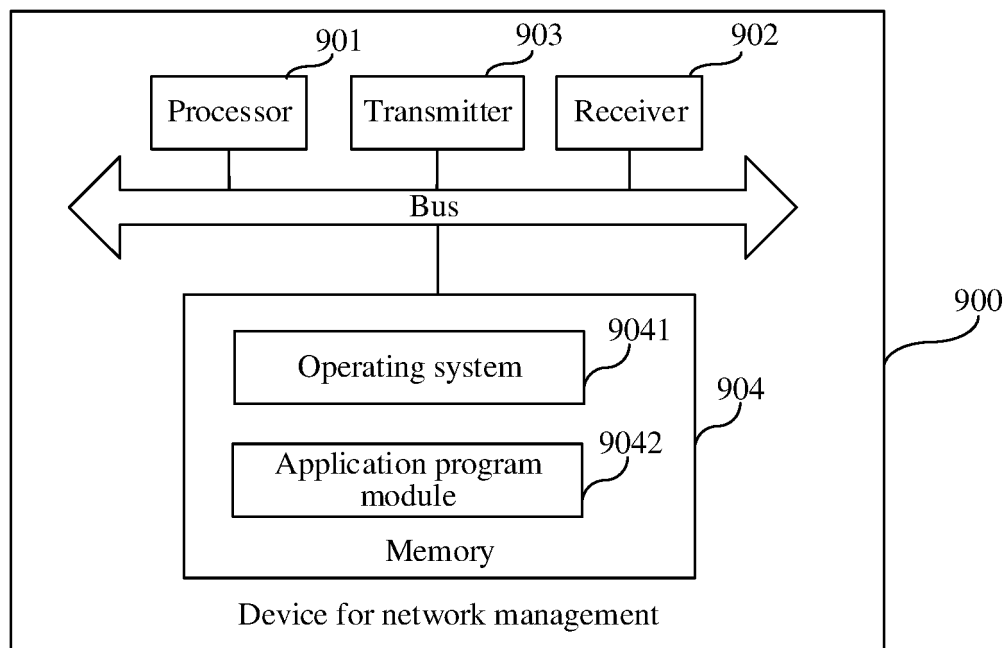 901
903
902
Processor
Transmitter
Receiver
Bus
900
9041
Operating system
904
9042
Application program
module
Memory
Device for network management